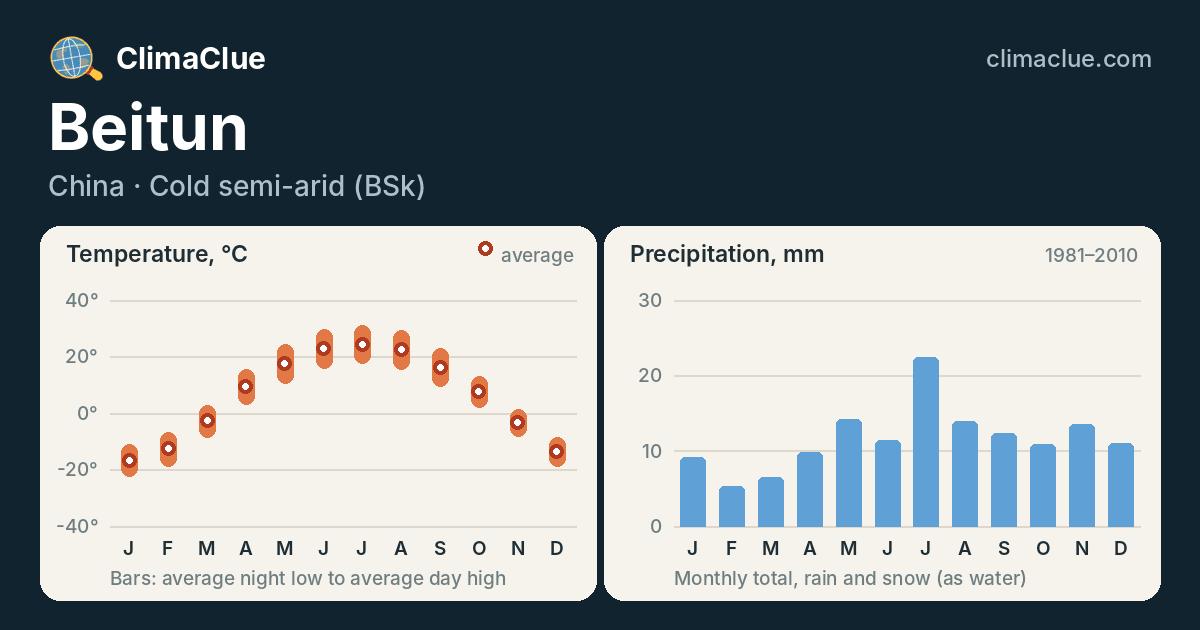 ClimaClue
climaclue.com
Beitun
China · Cold semi-arid (BSk)
Temperature, °C
average
40°
20°
0°
-20°
-40°
J F M A M J J A S O N D
Bars: average night low to average day high
Precipitation, mm
1981–2010
30
20
10
0
J F M A M J J A S O N D
Monthly total, rain and snow (as water)